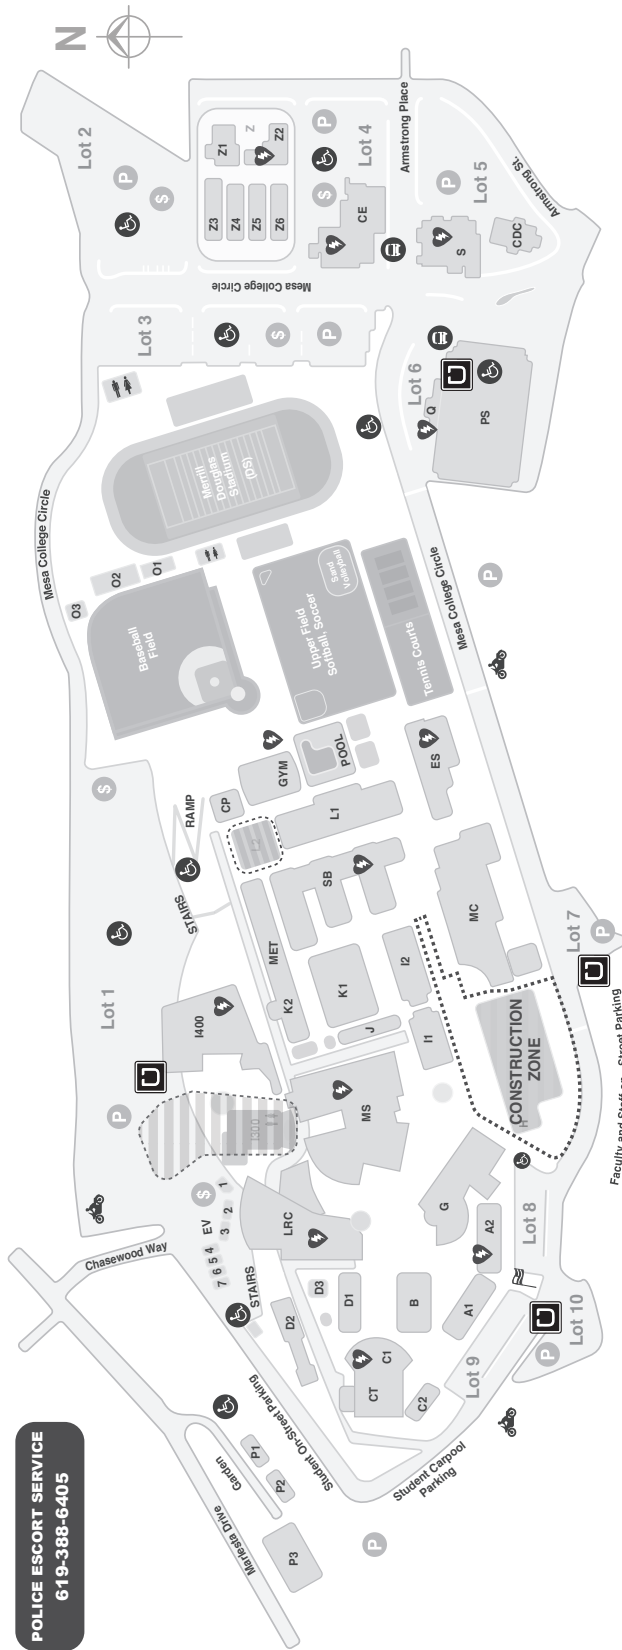 POLICE ESCORT SERVICE
619-388-6405
N
Lot 2
P
$
Z1
Z
Z2
Z3
Z4
Z5
Z6
P
$
Lot 4
CE
Armstrong Place
P
Lot 5
S
CDC
Armstrong St.
Mesa College Circle
Lot 3
$
P
Lot 6
Q
PS
Mesa College Circle
Merrill
Douglas
Stadium
(DS)
O1
O2
O3
Baseball
Field
Upper Field
Softball, Soccer
Sand
Volleyball
Tennis Courts
Mesa College Circle
P
$
RAMP
CP
GYM
POOL
ES
L1
STAIRS
SB
MET
MC
Lot 1
I400
K2
K1
I2
J
I1
Lot 7
P
CONSTRUCTION
ZONE
H
Faculty and Staff on - Street Parking
P
I300
MS
$
EV
1
2
3
4
5
6
7
LRC
G
A2
Lot 8
Chasewood Way
STAIRS
D3
D2
D1
B
A1
Lot 10
P
C1
CT
C2
Lot 9
Student On-Street Parking
Student Carpool
Parking
Garden
P1
P2
P3
Marlesta Drive
P